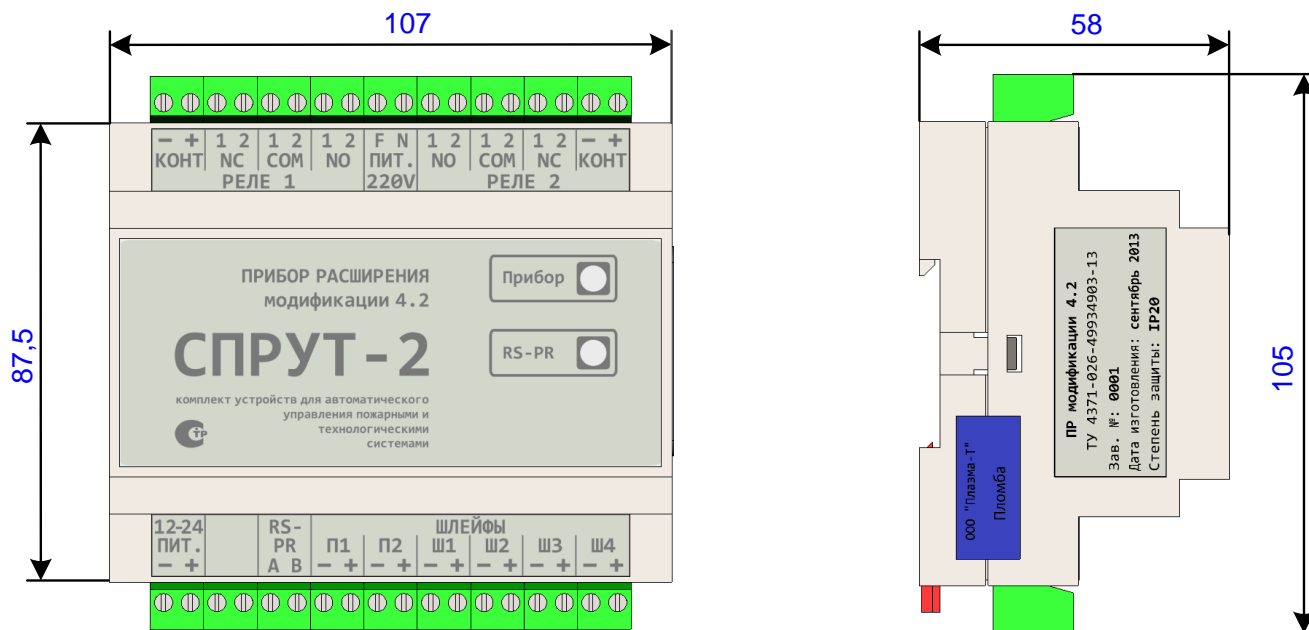 107
58
- + 1 2 1 2 1 2 F N 1 2 1 2 1 2 - +
КОНТ NC COM NO ПИТ. NO COM NC КОНТ
РЕЛЕ 1 220V РЕЛЕ 2
87,5
105
ПРИБОР РАСШИРЕНИЯ
модификации 4.2
СПРУТ-2
комплект устройств для автоматического
управления пожарными и
технологическими
системами
СТР
Прибор
RS-PR
12-24 RS- ШЛЕЙФЫ
ПИТ. PR П1 П2 Ш1 Ш2 Ш3 Ш4
- + A B - + - + - + - + - + - +
ПР модификации 4.2
ТУ 4371-026-49934903-13
Зав. №: 0001
Дата изготовления: сентябрь 2013
Степень защиты: IP20
ООО "Плазма-Т"
Пломба